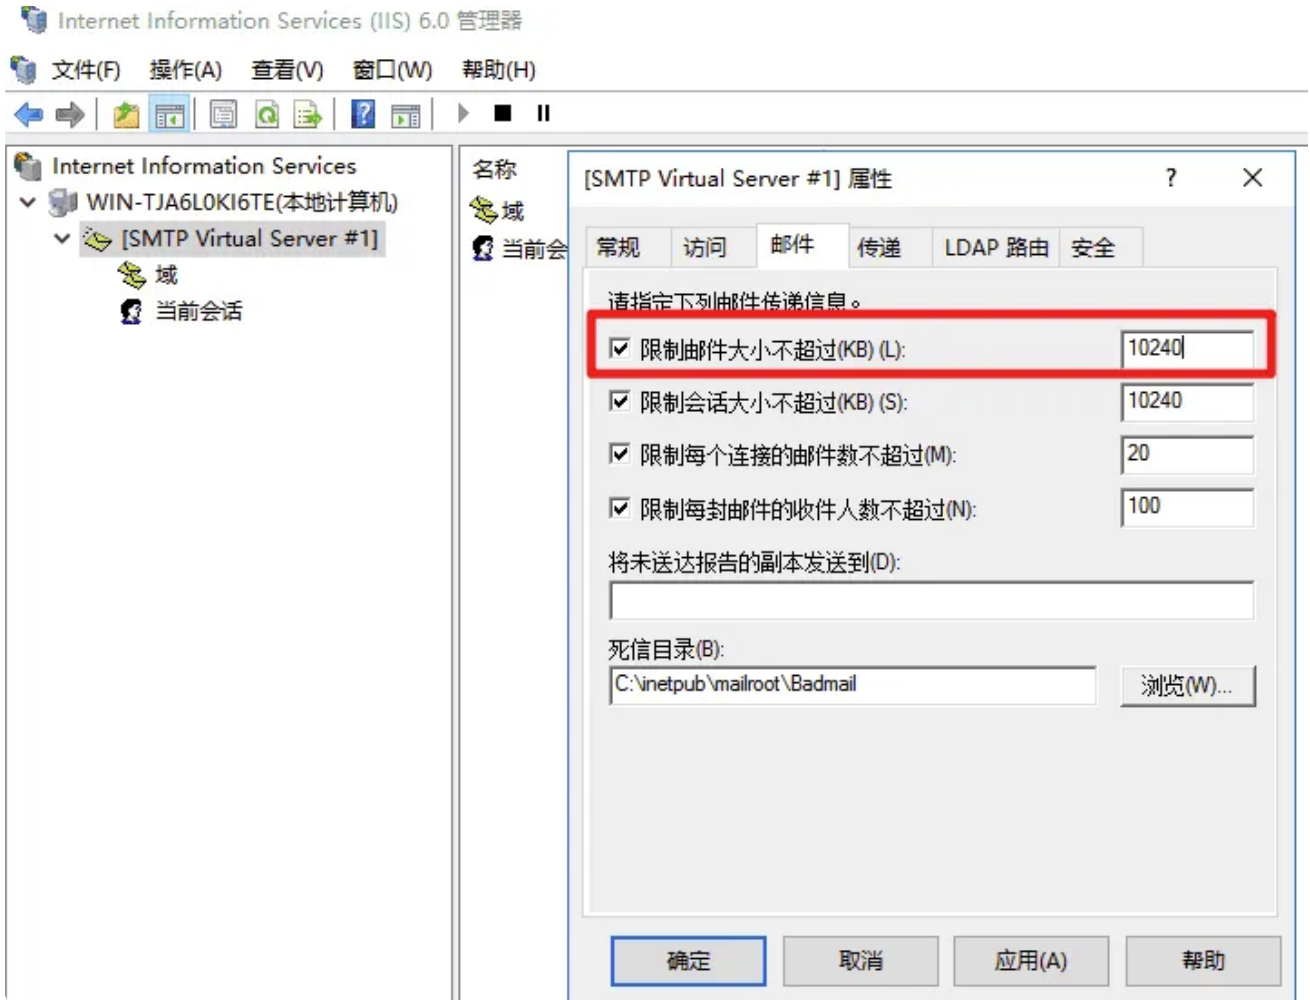 Internet Information Services (IIS) 6.0 管理器
文件(F) 操作(A) 查看(V) 窗口(W) 帮助(H)
Internet Information Services
WIN-TJA6L0KI6TE(本地计算机)
[SMTP Virtual Server #1]
域
当前会话
名称
域
当前会
[SMTP Virtual Server #1] 属性
常规 访问 邮件 传递 LDAP 路由 安全
请指定下列邮件传递信息。
限制邮件大小不超过(KB) (L): 10240
限制会话大小不超过(KB) (S): 10240
限制每个连接的邮件数不超过(M): 20
限制每封邮件的收件人数不超过(N): 100
将未送达报告的副本发送到(D):
死信目录(B):
C:\inetpub\mailroot\Badmail 浏览(W)...
确定 取消 应用(A) 帮助